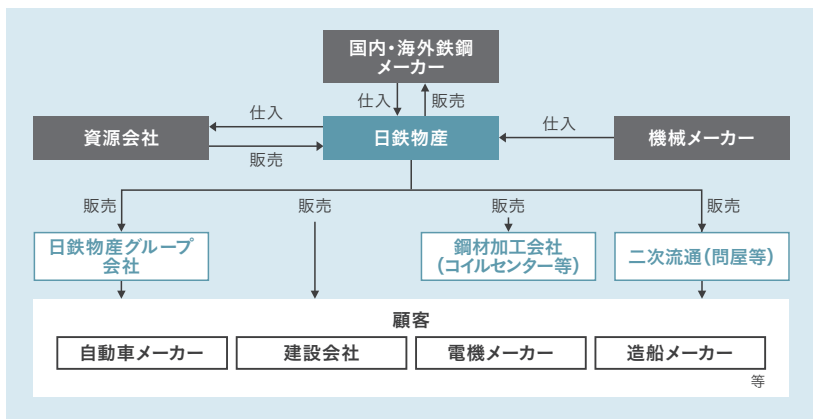 国内・海外鉄鋼
メーカー
仕入
販売
仕入
仕入
資源会社
日鉄物産
機械メーカー
販売
販売
販売
販売
販売
日鉄物産グループ
会社
鋼材加工会社
(コイルセンター等)
二次流通(問屋等)
顧客
自動車メーカー
建設会社
電機メーカー
造船メーカー
等